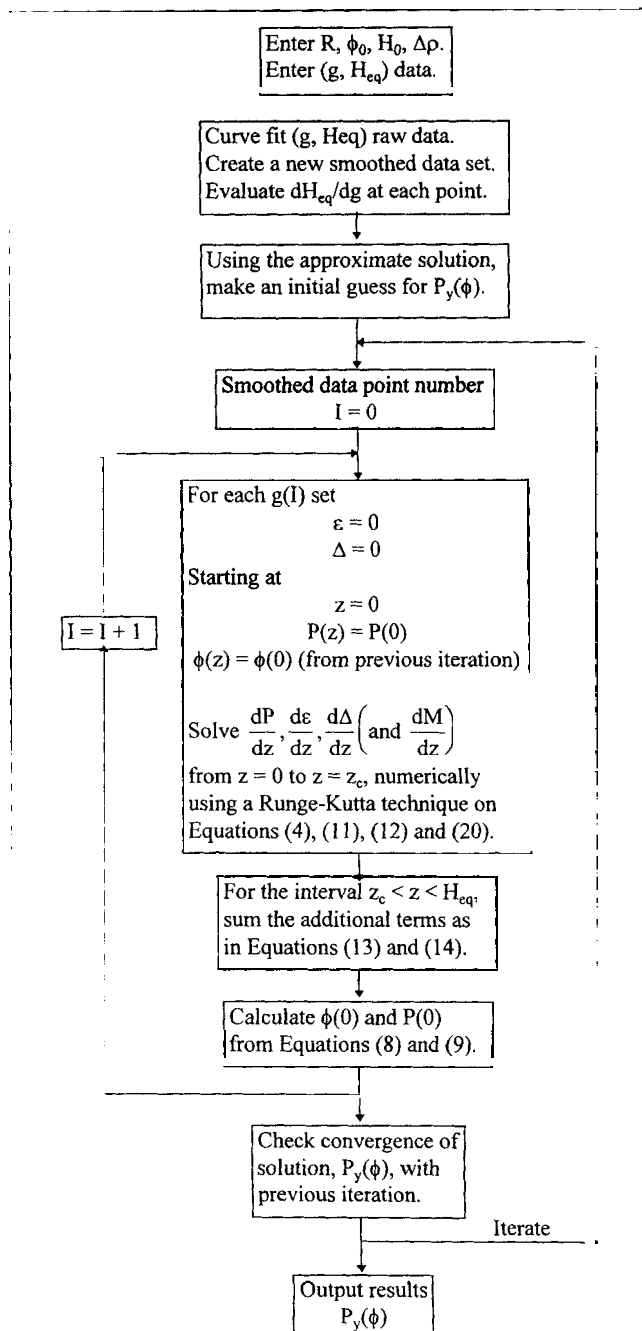 Enter R, ϕ₀, H₀, Δρ.
Enter (g, H_eq) data.
Curve fit (g, Heq) raw data.
Create a new smoothed data set.
Evaluate dH_eq/dg at each point.
Using the approximate solution,
make an initial guess for P_y(ϕ).
Smoothed data point number
I = 0
For each g(I) set
ε = 0
Δ = 0
Starting at
z = 0
P(z) = P(0)
ϕ(z) = ϕ(0) (from previous iteration)
I = I + 1
Solve dP/dz, dε/dz, dΔ/dz (and dM/dz)
from z = 0 to z = z_c, numerically
using a Runge-Kutta technique on
Equations (4), (11), (12) and (20).
For the interval z_c < z < H_eq,
sum the additional terms as
in Equations (13) and (14).
Calculate ϕ(0) and P(0)
from Equations (8) and (9).
Check convergence of
solution, P_y(ϕ), with
previous iteration.
Iterate
Output results
P_y(ϕ)